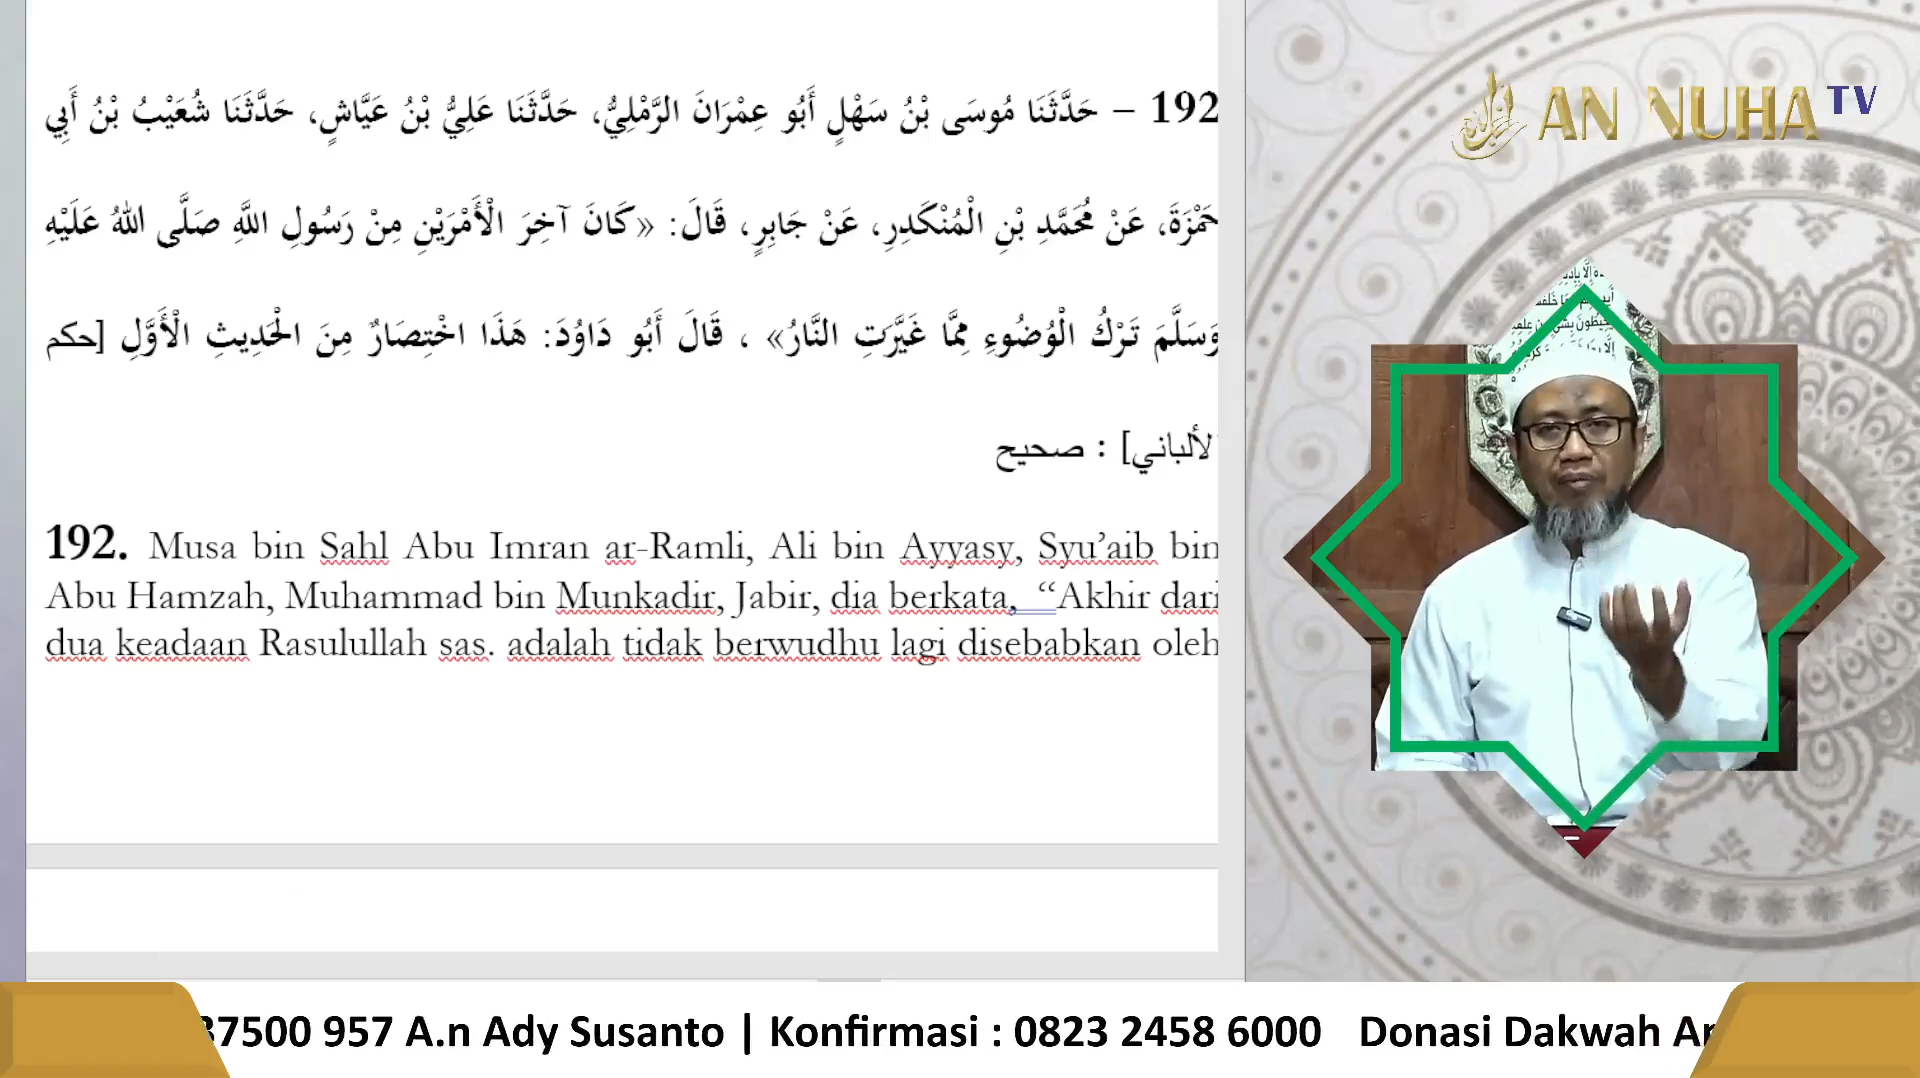 192 – حَدَّثَنَا مُوسَى بْنُ سَهْلٍ أَبُو عِمْرَانَ الرَّمْلِيُّ، حَدَّثَنَا عَلِيُّ بْنُ عَيَّاشٍ، حَدَّثَنَا شُعَيْبُ بْنُ أَبِي
حَمْزَةَ، عَنْ مُحَمَّدِ بْنِ الْمُنْكَدِرِ، عَنْ جَابِرٍ، قَالَ: «كَانَ آخِرَ الْأَمْرَيْنِ مِنْ رَسُولِ اللَّهِ صَلَّى اللهُ عَلَيْهِ
وَسَلَّمَ تَرْكُ الْوُضُوءِ مِمَّا غَيَّرَتِ النَّارُ» ، قَالَ أَبُو دَاوُدَ: هَذَا اخْتِصَارٌ مِنَ الْحَدِيثِ الْأَوَّلِ [حكم
الألباني] : صحيح
192. Musa bin Sahl Abu Imran ar-Ramli, Ali bin Ayyasy, Syu’aib bin
Abu Hamzah, Muhammad bin Munkadir, Jabir, dia berkata, “Akhir dari
dua keadaan Rasulullah sas. adalah tidak berwudhu lagi disebabkan oleh
AN NUHA TV
37500 957 A.n Ady Susanto | Konfirmasi : 0823 2458 6000 Donasi Dakwah